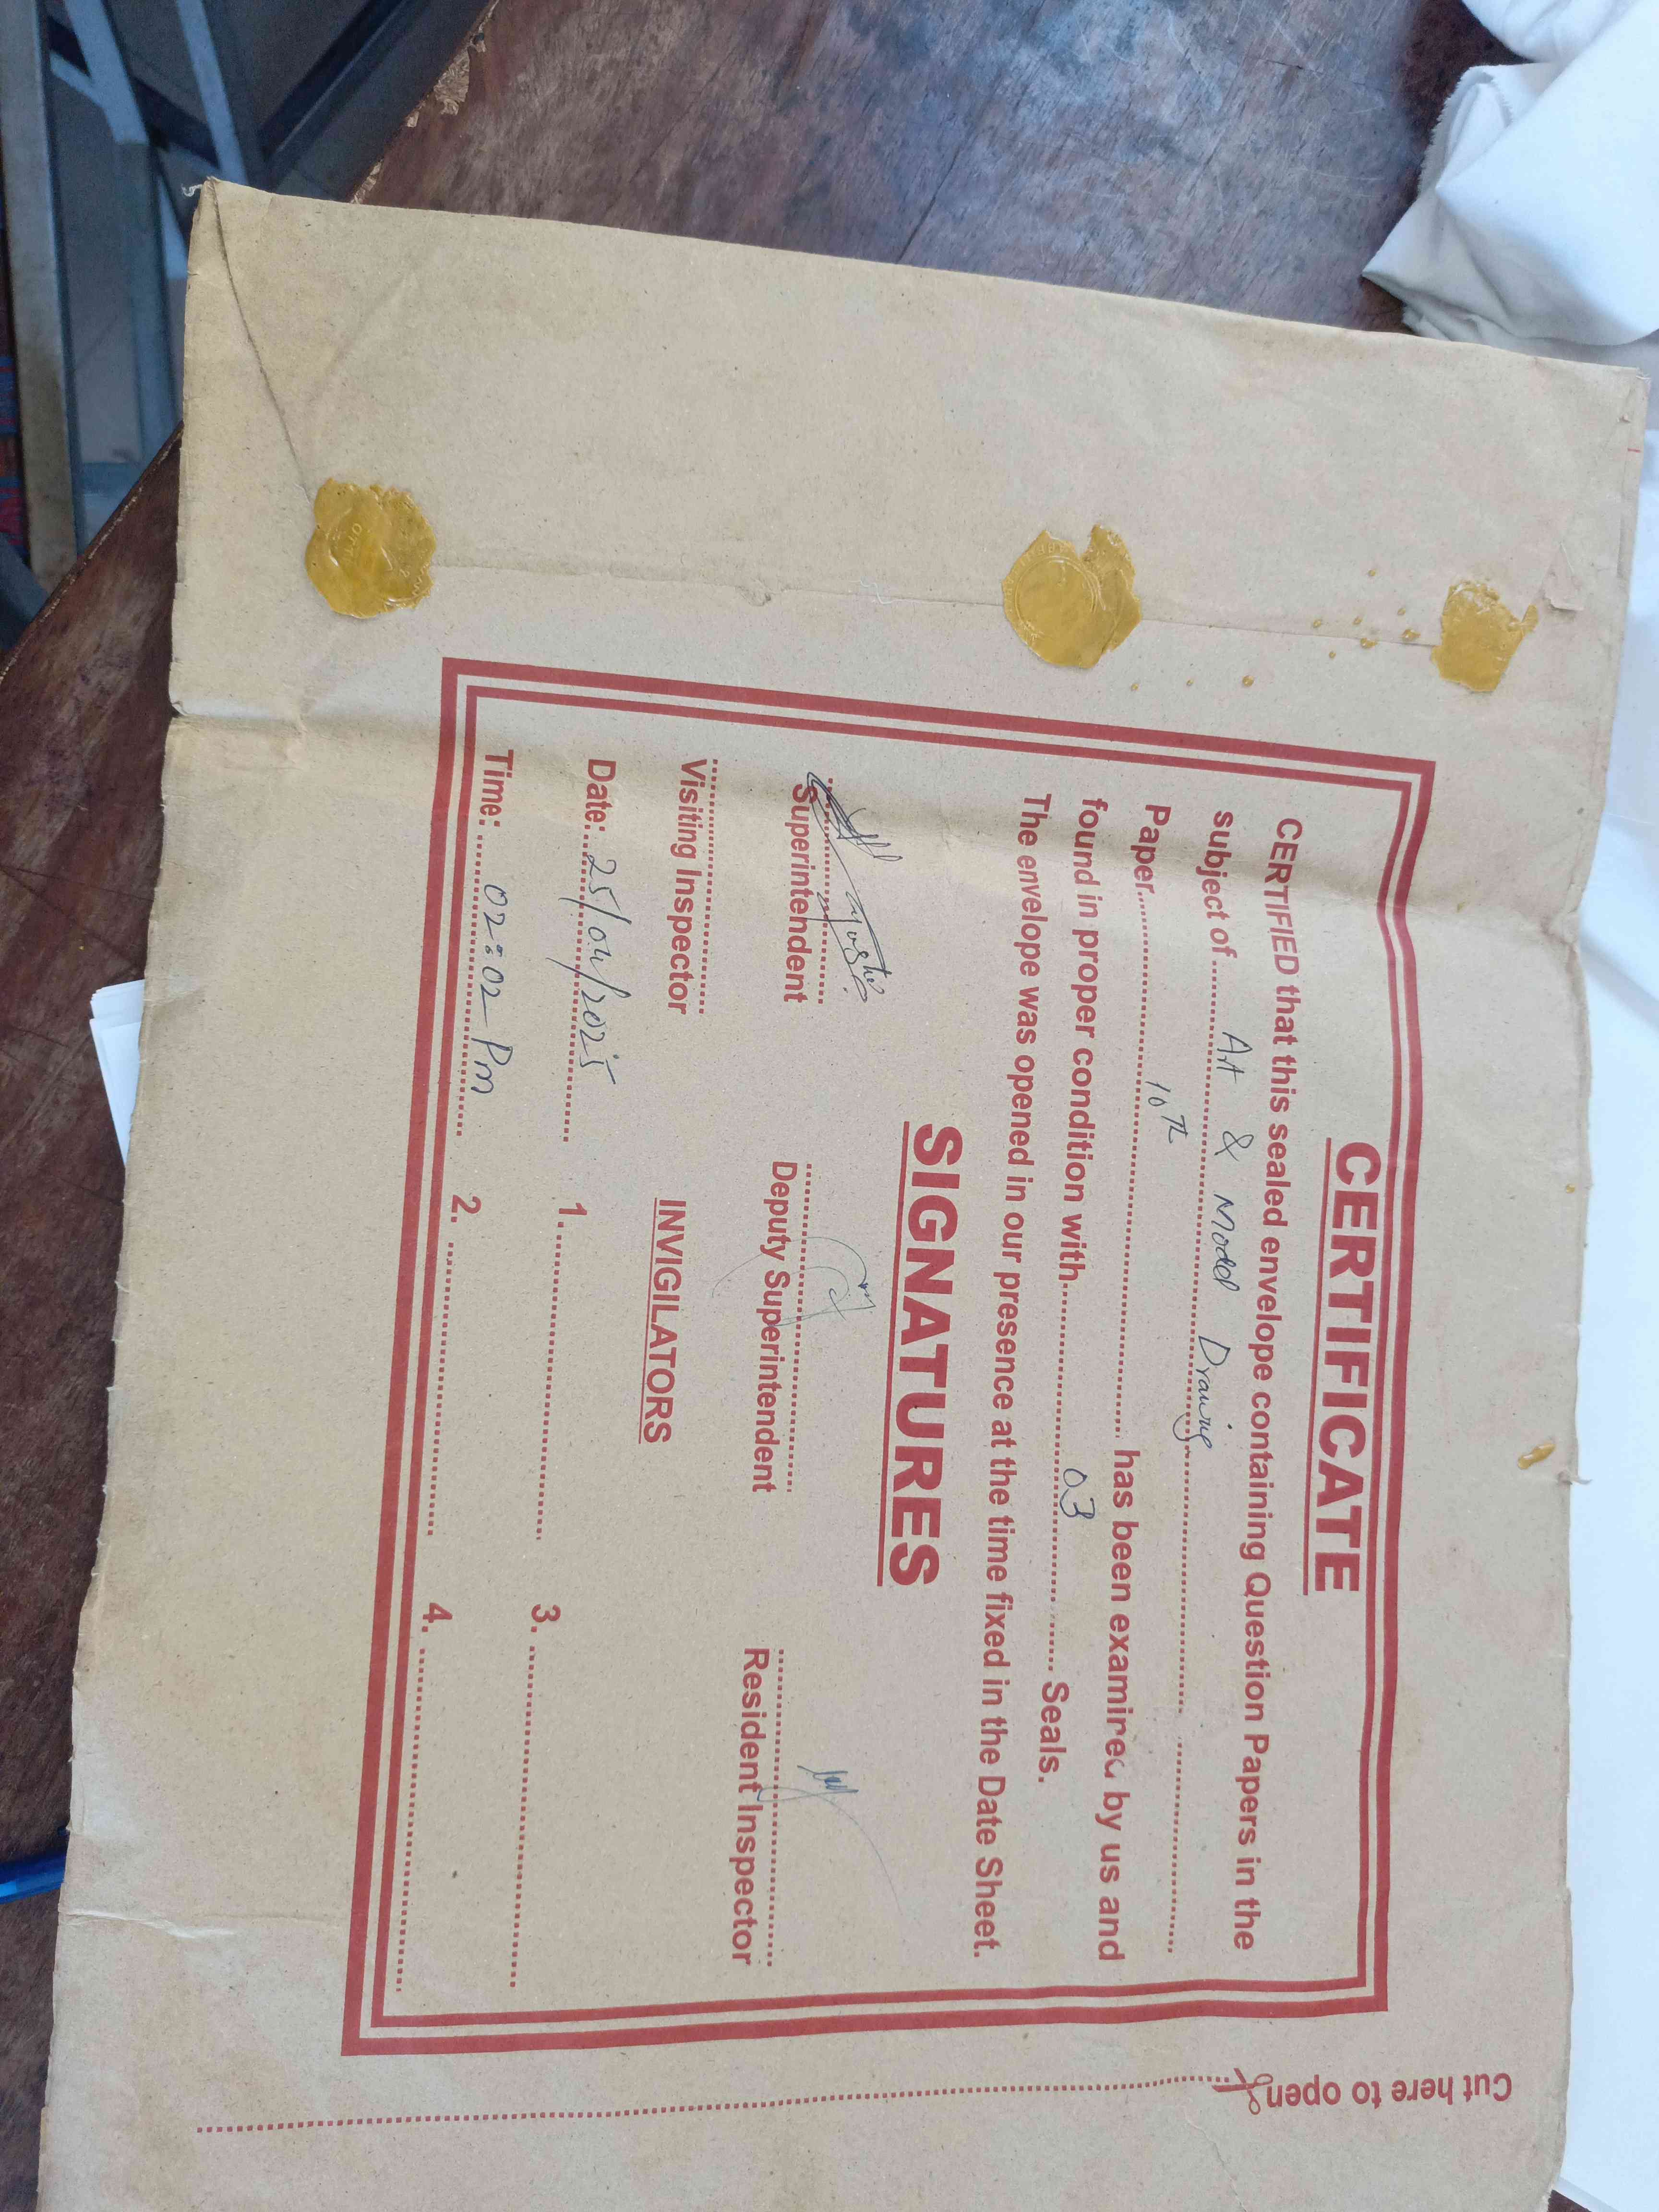 CERTIFICATE
CERTIFIED that this sealed envelope containing Question Papers in the
subject of...... Art & Model Drawing ......
Paper...... 10th ...... has been examined by us and
found in proper condition with...... 03 ...... Seals.
The envelope was opened in our presence at the time fixed in the Date Sheet.
SIGNATURES
Superintendent Deputy Superintendent Resident Inspector
Visiting Inspector INVIGILATORS
Date: 25/04/2025 1. 3.
Time: 02:02 Pm 2. 4.
Cut here to open